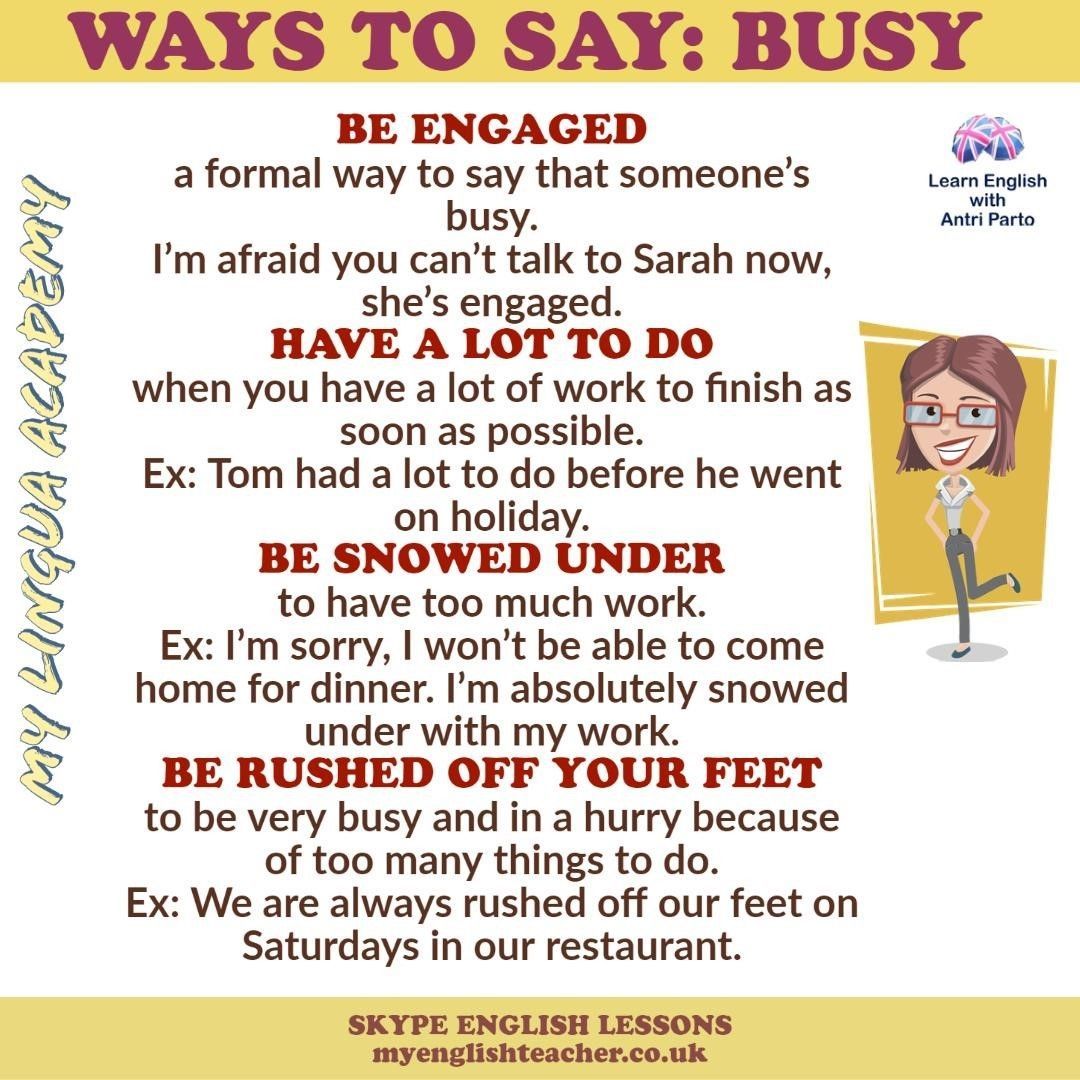 WAYS TO SAY: BUSY
BE ENGAGED
a formal way to say that someone's
busy.
I'm afraid you can't talk to Sarah now,
she's engaged.
HAVE A LOT TO DO
when you have a lot of work to finish as
soon as possible.
Ex: Tom had a lot to do before he went
on holiday.
BE SNOWED UNDER
to have too much work.
Ex: I'm sorry, I won't be able to come
home for dinner. I'm absolutely snowed
under with my work.
BE RUSHED OFF YOUR FEET
to be very busy and in a hurry because
of too many things to do.
Ex: We are always rushed off our feet on
Saturdays in our restaurant.
MY LINGUA ACADEMY
Learn English
with
Antri Parto
SKYPE ENGLISH LESSONS
myenglishteacher.co.uk